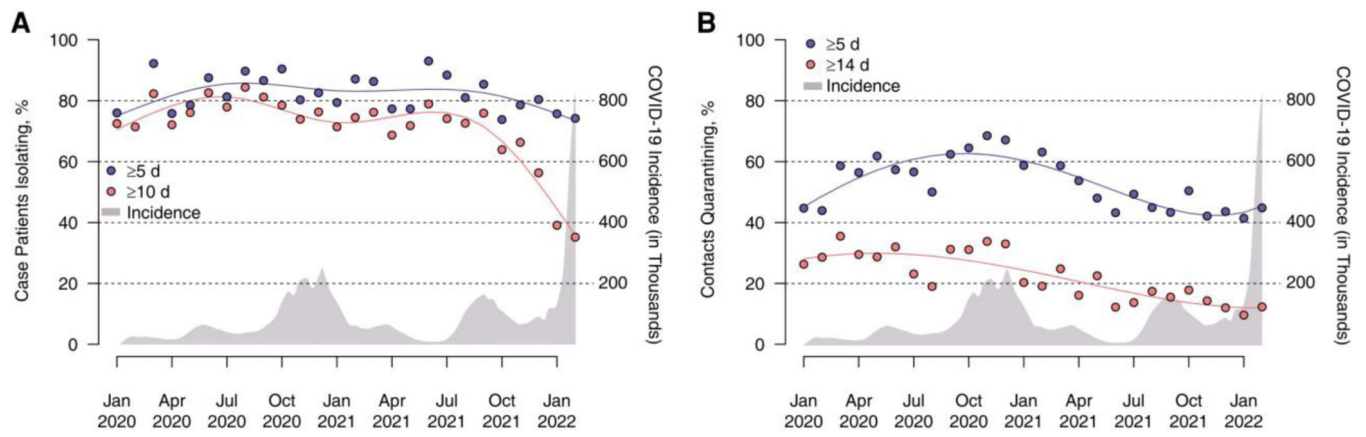 A
Case Patients Isolating, %
100
80
60
40
20
0
≥5 d
≥10 d
Incidence
800
600
400
200
COVID-19 Incidence (in Thousands)
Jan Apr Jul Oct Jan Apr Jul Oct Jan
2020 2020 2020 2020 2021 2021 2021 2021 2022
B
Contacts Quarantining, %
100
80
60
40
20
0
≥5 d
≥14 d
Incidence
800
600
400
200
COVID-19 Incidence (in Thousands)
Jan Apr Jul Oct Jan Apr Jul Oct Jan
2020 2020 2020 2020 2021 2021 2021 2021 2022